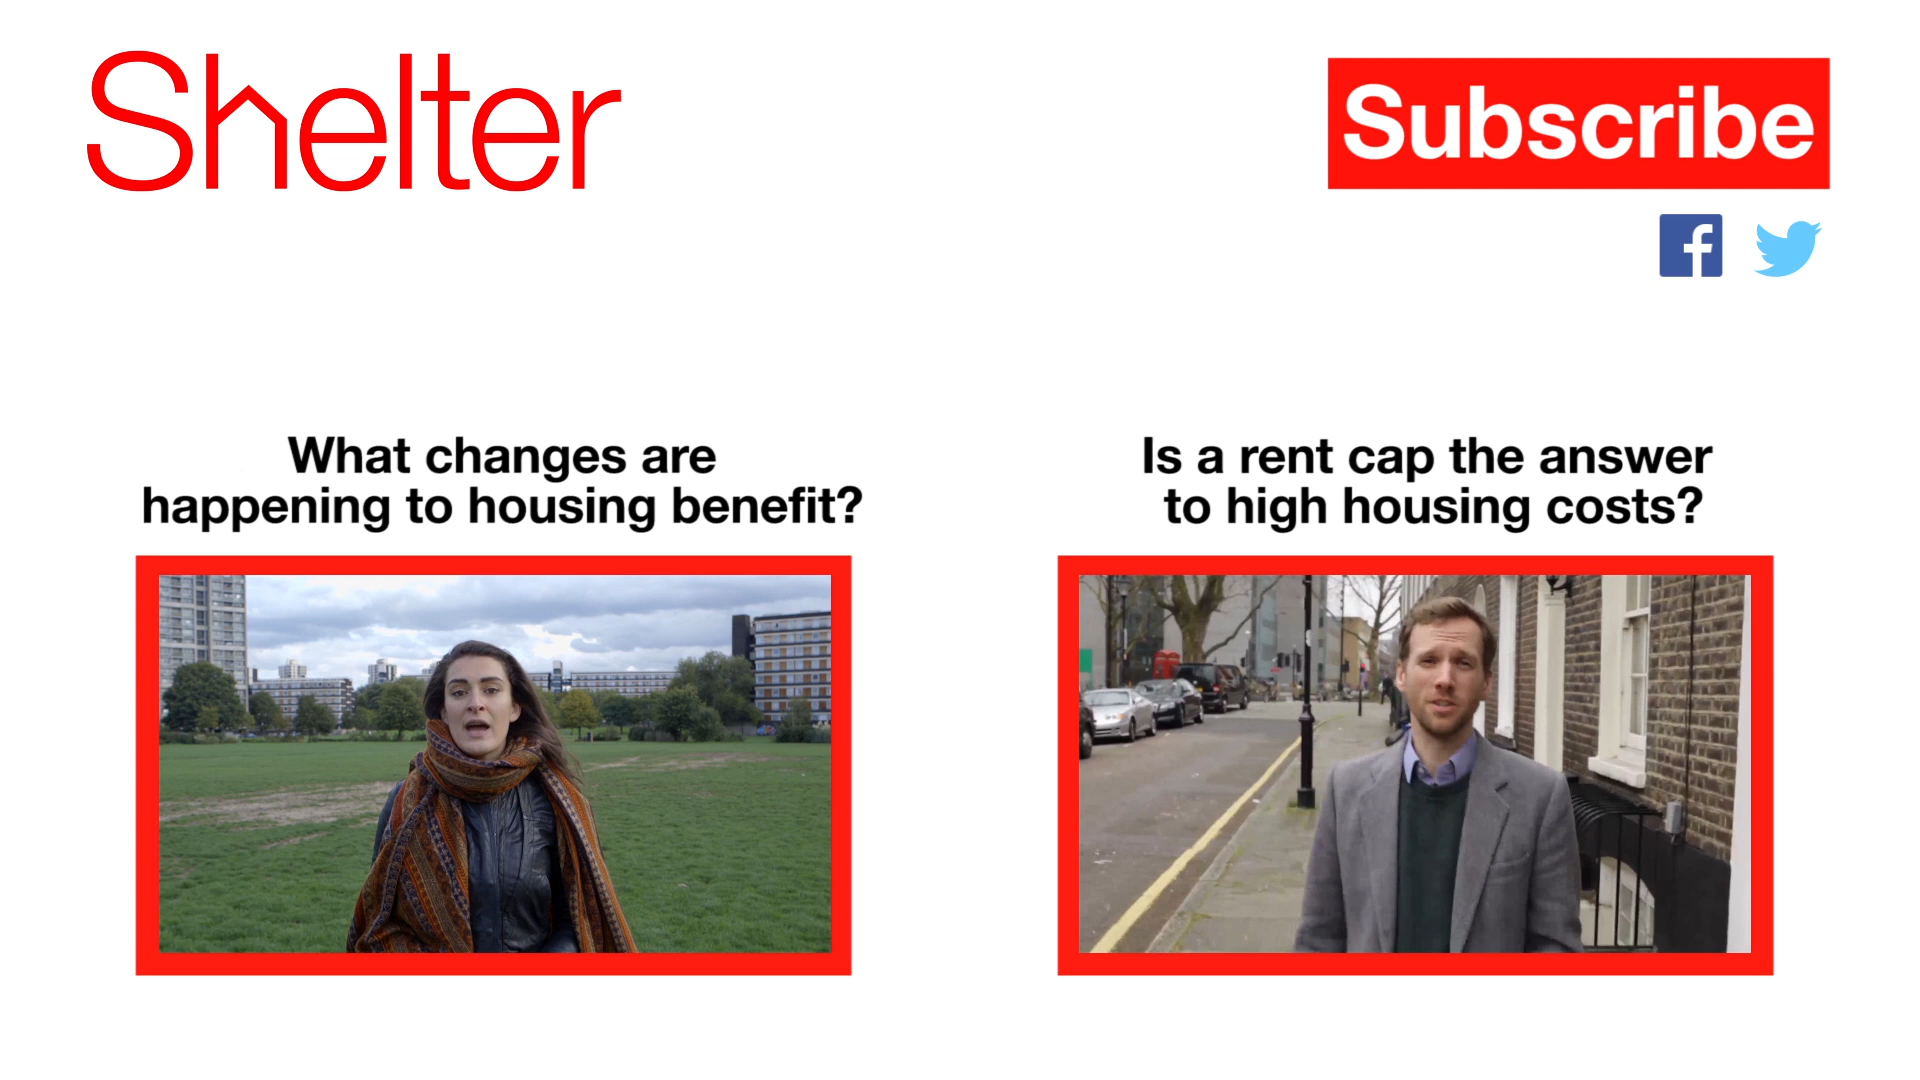 Shelter
Subscribe
What changes are
happening to housing benefit?
Is a rent cap the answer
to high housing costs?